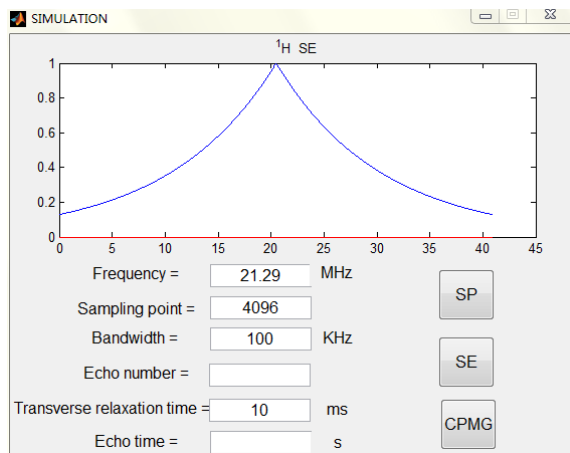 SIMULATION
¹H SE
1
0.8
0.6
0.4
0.2
0
0 5 10 15 20 25 30 35 40 45
Frequency = 21.29 MHz
SP
Sampling point = 4096
Bandwidth = 100 KHz
SE
Echo number =
Transverse relaxation time = 10 ms
CPMG
Echo time = s